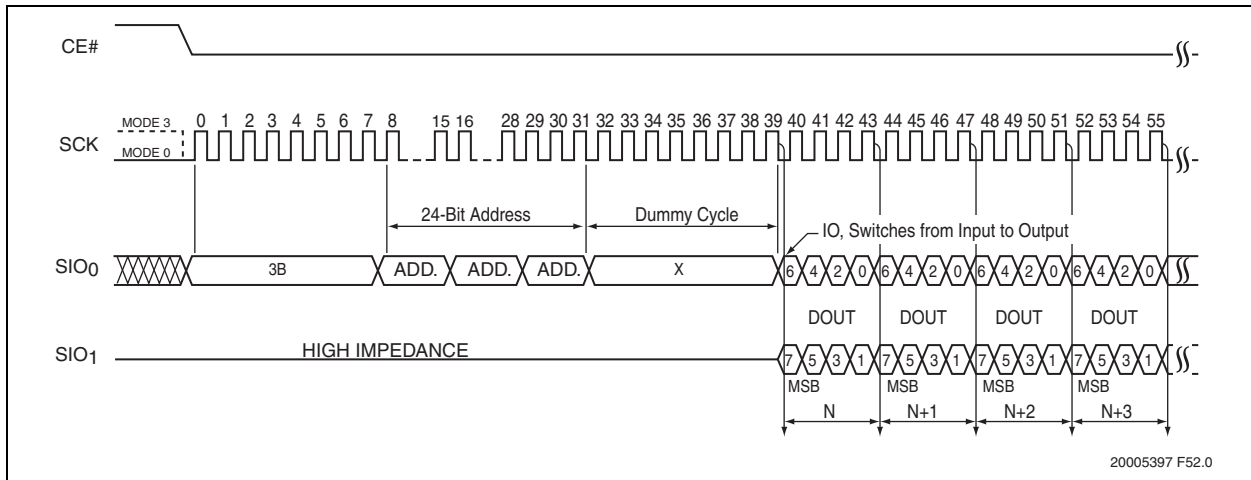 CE#
MODE 3
0 1 2 3 4 5 6 7 8 15 16 28 29 30 31 32 33 34 35 36 37 38 39 40 41 42 43 44 45 46 47 48 49 50 51 52 53 54 55
SCK
MODE 0
24-Bit Address
Dummy Cycle
IO, Switches from Input to Output
SIO0 3B ADD. ADD. ADD. X 6 4 2 0 6 4 2 0 6 4 2 0 6 4 2 0
DOUT DOUT DOUT DOUT
SIO1 HIGH IMPEDANCE 7 5 3 1 7 5 3 1 7 5 3 1 7 5 3 1
MSB MSB MSB MSB
N N+1 N+2 N+3
20005397 F52.0